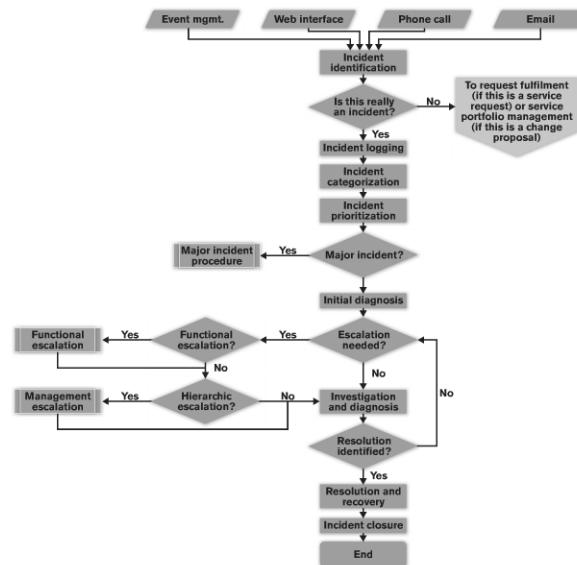 Event mgmt.
Web interface
Phone call
Email
Incident
identification
Is this really
an incident?
No
To request fulfilment
(if this is a service
request) or service
portfolio management
(if this is a change
proposal)
Yes
Incident logging
Incident
categorization
Incident
prioritization
Major incident
procedure
Yes
Major incident?
Initial diagnosis
Functional
escalation
Yes
Functional
escalation?
Yes
Escalation
needed?
No
No
Management
escalation
Yes
Hierarchic
escalation?
No
Investigation
and diagnosis
No
Resolution
identified?
Yes
Resolution and
recovery
Incident closure
End